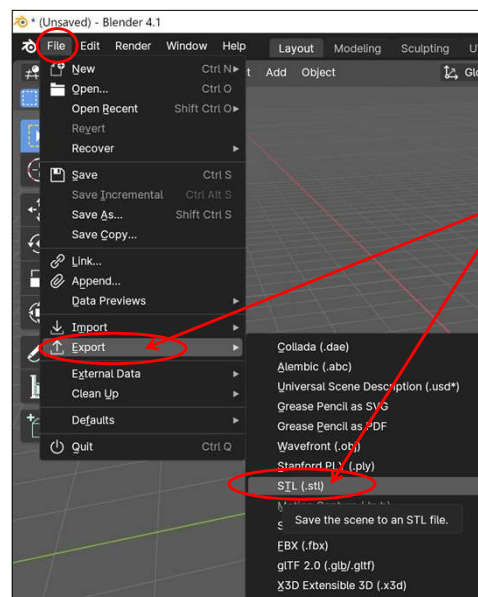 * (Unsaved) - Blender 4.1
File Edit Render Window Help Layout Modeling Sculpting
Add Object
New Ctrl N
Open... Ctrl O
Open Recent Shift Ctrl O
Revert
Recover
Save Ctrl S
Save Incremental Ctrl Alt S
Save As... Shift Ctrl S
Save Copy...
Link...
Append...
Data Previews
Import
Export
External Data
Clean Up
Defaults
Quit Ctrl Q
Collada (.dae)
Alembic (.abc)
Universal Scene Description (.usd*)
Grease Pencil as SVG
Grease Pencil as PDF
Wavefront (.obj)
Stanford PLY (.ply)
STL (.stl)
Save the scene to an STL file.
FBX (.fbx)
glTF 2.0 (.glb/.gltf)
X3D Extensible 3D (.x3d)